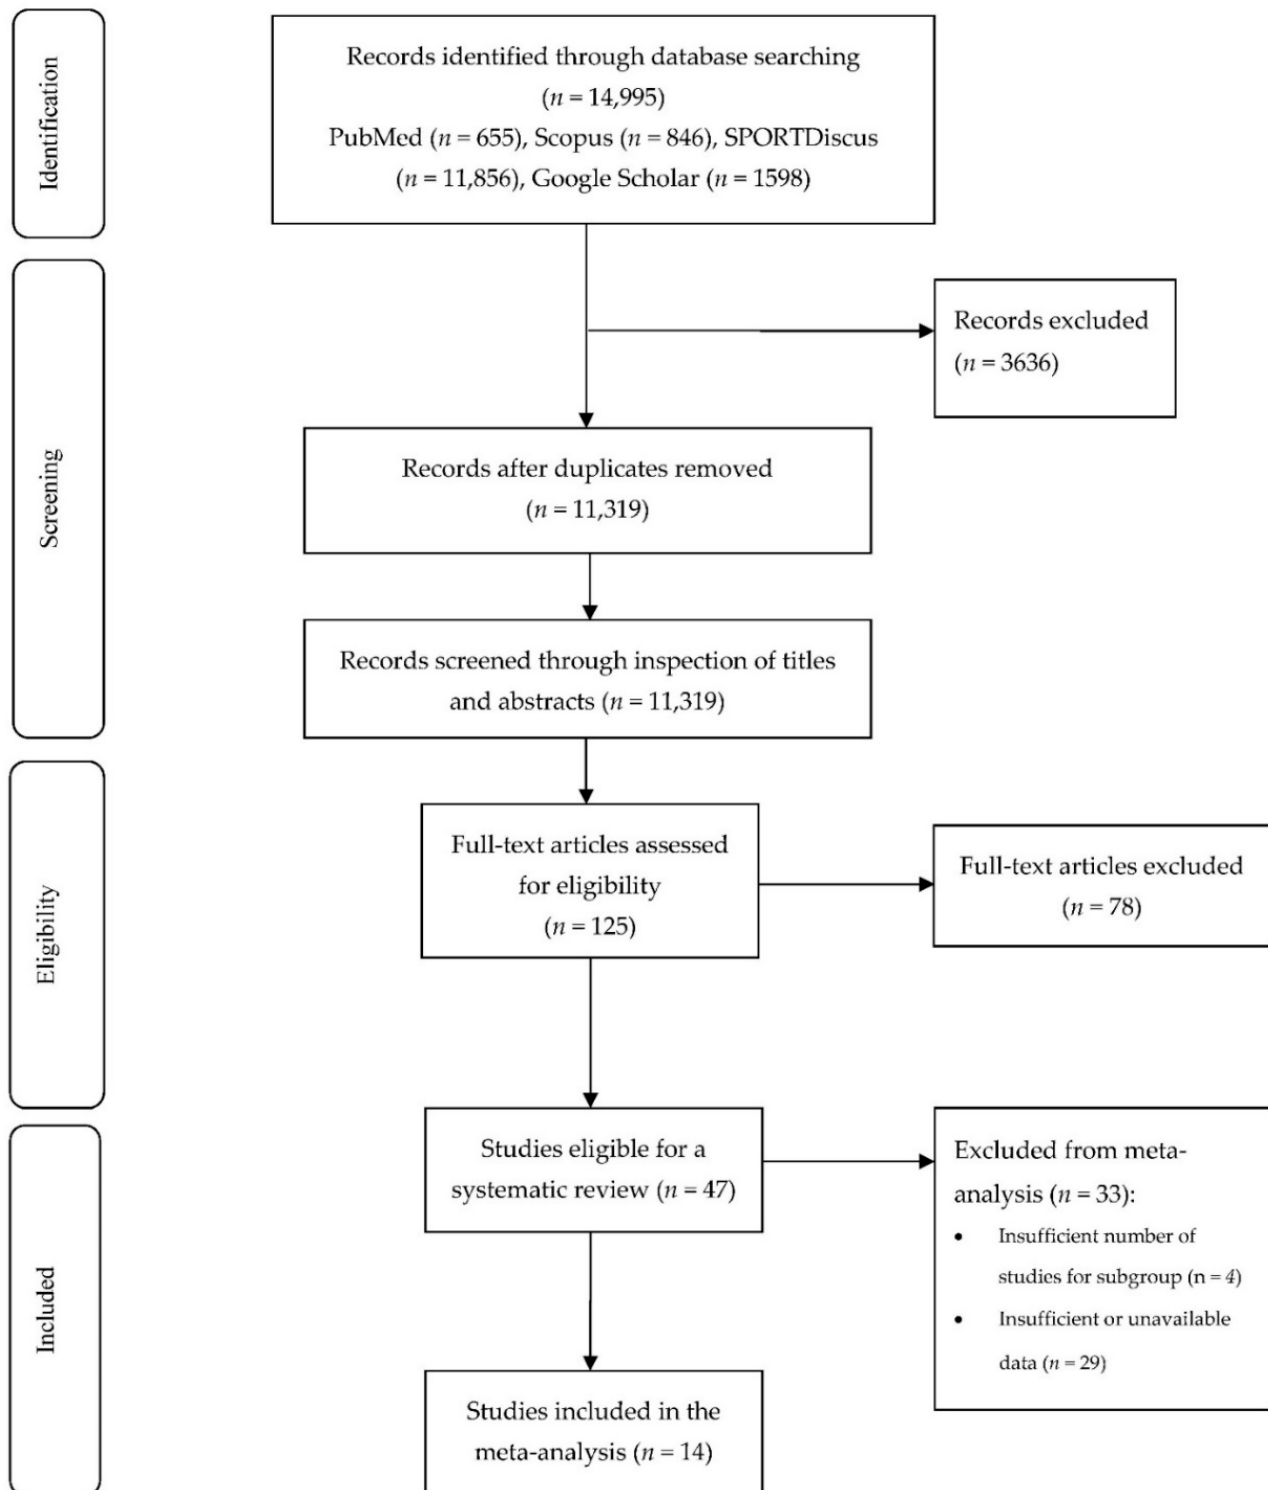 Identification
Records identified through database searching
(n = 14,995)
PubMed (n = 655), Scopus (n = 846), SPORTDiscus
(n = 11,856), Google Scholar (n = 1598)
Screening
Records excluded
(n = 3636)
Records after duplicates removed
(n = 11,319)
Records screened through inspection of titles
and abstracts (n = 11,319)
Eligibility
Full-text articles assessed
for eligibility
(n = 125)
Full-text articles excluded
(n = 78)
Included
Studies eligible for a
systematic review (n = 47)
Excluded from meta-
analysis (n = 33):
• Insufficient number of
studies for subgroup (n = 4)
• Insufficient or unavailable
data (n = 29)
Studies included in the
meta-analysis (n = 14)